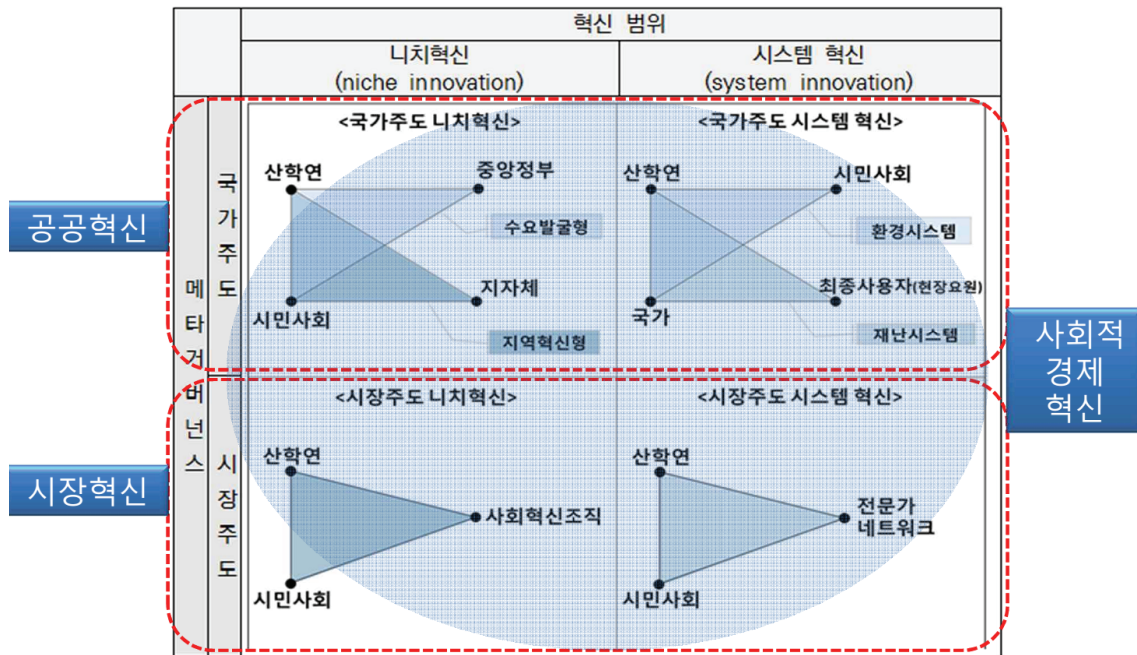 혁신 범위
니치혁신
(niche innovation)
시스템 혁신
(system innovation)
메타거버넌스
국가주도
시장주도
공공혁신
시장혁신
사회적
경제
혁신
<국가주도 니치혁신>
산학연
중앙정부
수요발굴형
지자체
시민사회
지역혁신형
<국가주도 시스템 혁신>
산학연
시민사회
환경시스템
최종사용자(현장요원)
국가
재난시스템
<시장주도 니치혁신>
산학연
사회혁신조직
시민사회
<시장주도 시스템 혁신>
산학연
전문가
네트워크
시민사회